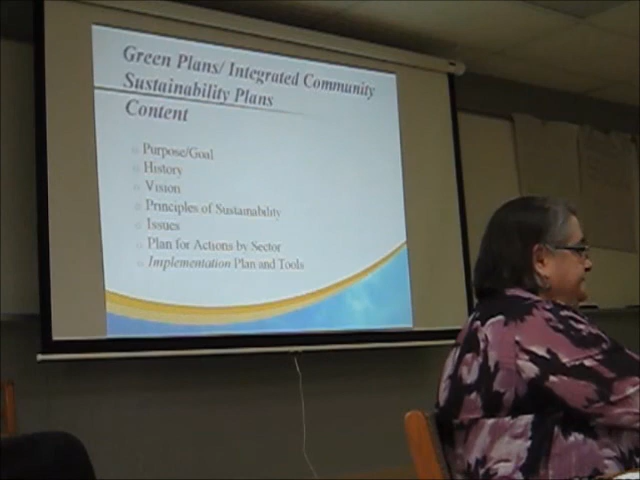 Green Plans/ Integrated Community
Sustainability Plans
Content
Purpose/Goal
History
Vision
Principles of Sustainability
Issues
Plan for Actions by Sector
Implementation Plan and Tools